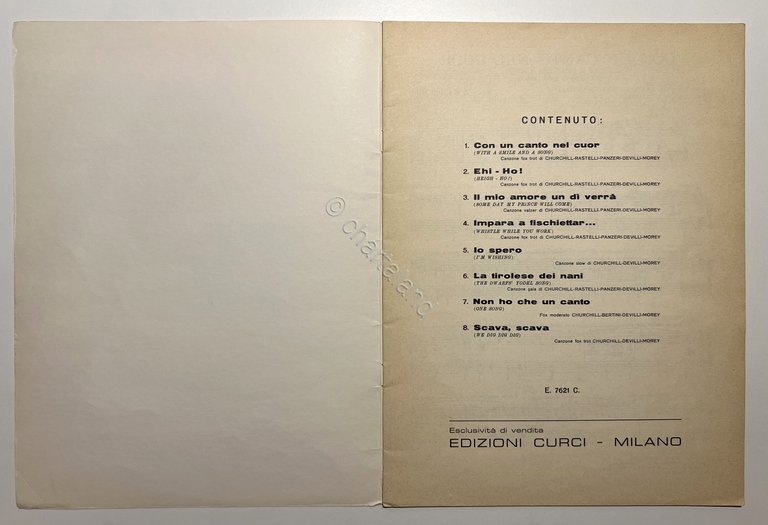 CONTENUTO:
1. Con un canto nel cuor
(WITH A SMILE AND A SONG)
Canzone fox trot di CHURCHILL-RASTELLI-PANZERI-DEVILLI-MOREY
2. Ehi - Ho!
(HEIGH - HO!)
Canzone fox trot di CHURCHILL-RASTELLI-PANZERI-DEVILLI-MOREY
3. Il mio amore un dì verrà
(SOME DAY MY PRINCE WILL COME)
Canzone valzer di CHURCHILL-RASTELLI-PANZERI-DEVILLI-MOREY
4. Impara a fischiettar...
(WHISTLE WHILE YOU WORK)
Canzone fox trot di CHURCHILL-RASTELLI-PANZERI-DEVILLI-MOREY
5. Io spero
(I'M WISHING)
Canzone slow di CHURCHILL-DEVILLI-MOREY
6. La tirolese dei nani
(THE DWARFS' YODEL SONG)
Canzone gaia di CHURCHILL-RASTELLI-PANZERI-DEVILLI-MOREY
7. Non ho che un canto
(ONE SONG)
Fox moderato CHURCHILL-BERTINI-DEVILLI-MOREY
8. Scava, scava
(WE DIG DIG DIG)
Canzone fox trot CHURCHILL-DEVILLI-MOREY
E. 7621 C.
Esclusività di vendita
EDIZIONI CURCI - MILANO